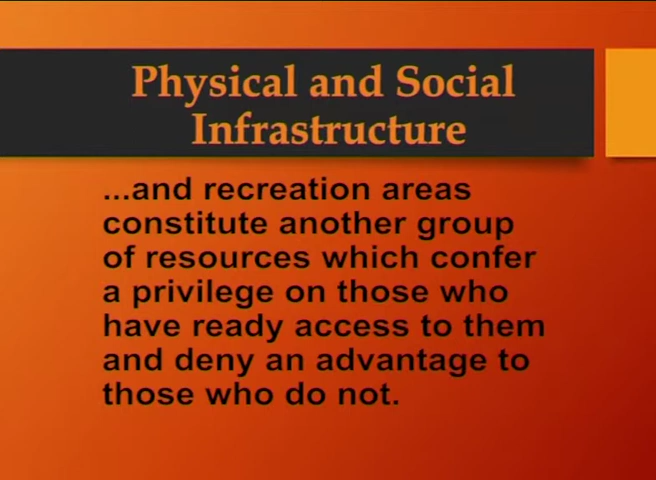 Physical and Social
Infrastructure
...and recreation areas
constitute another group
of resources which confer
a privilege on those who
have ready access to them
and deny an advantage to
those who do not.